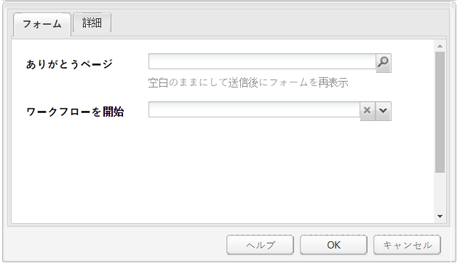 フォーム
詳細
ありがとうページ
空白のままにして送信後にフォームを再表示
ワークフローを開始
ヘルプ
OK
キャンセル